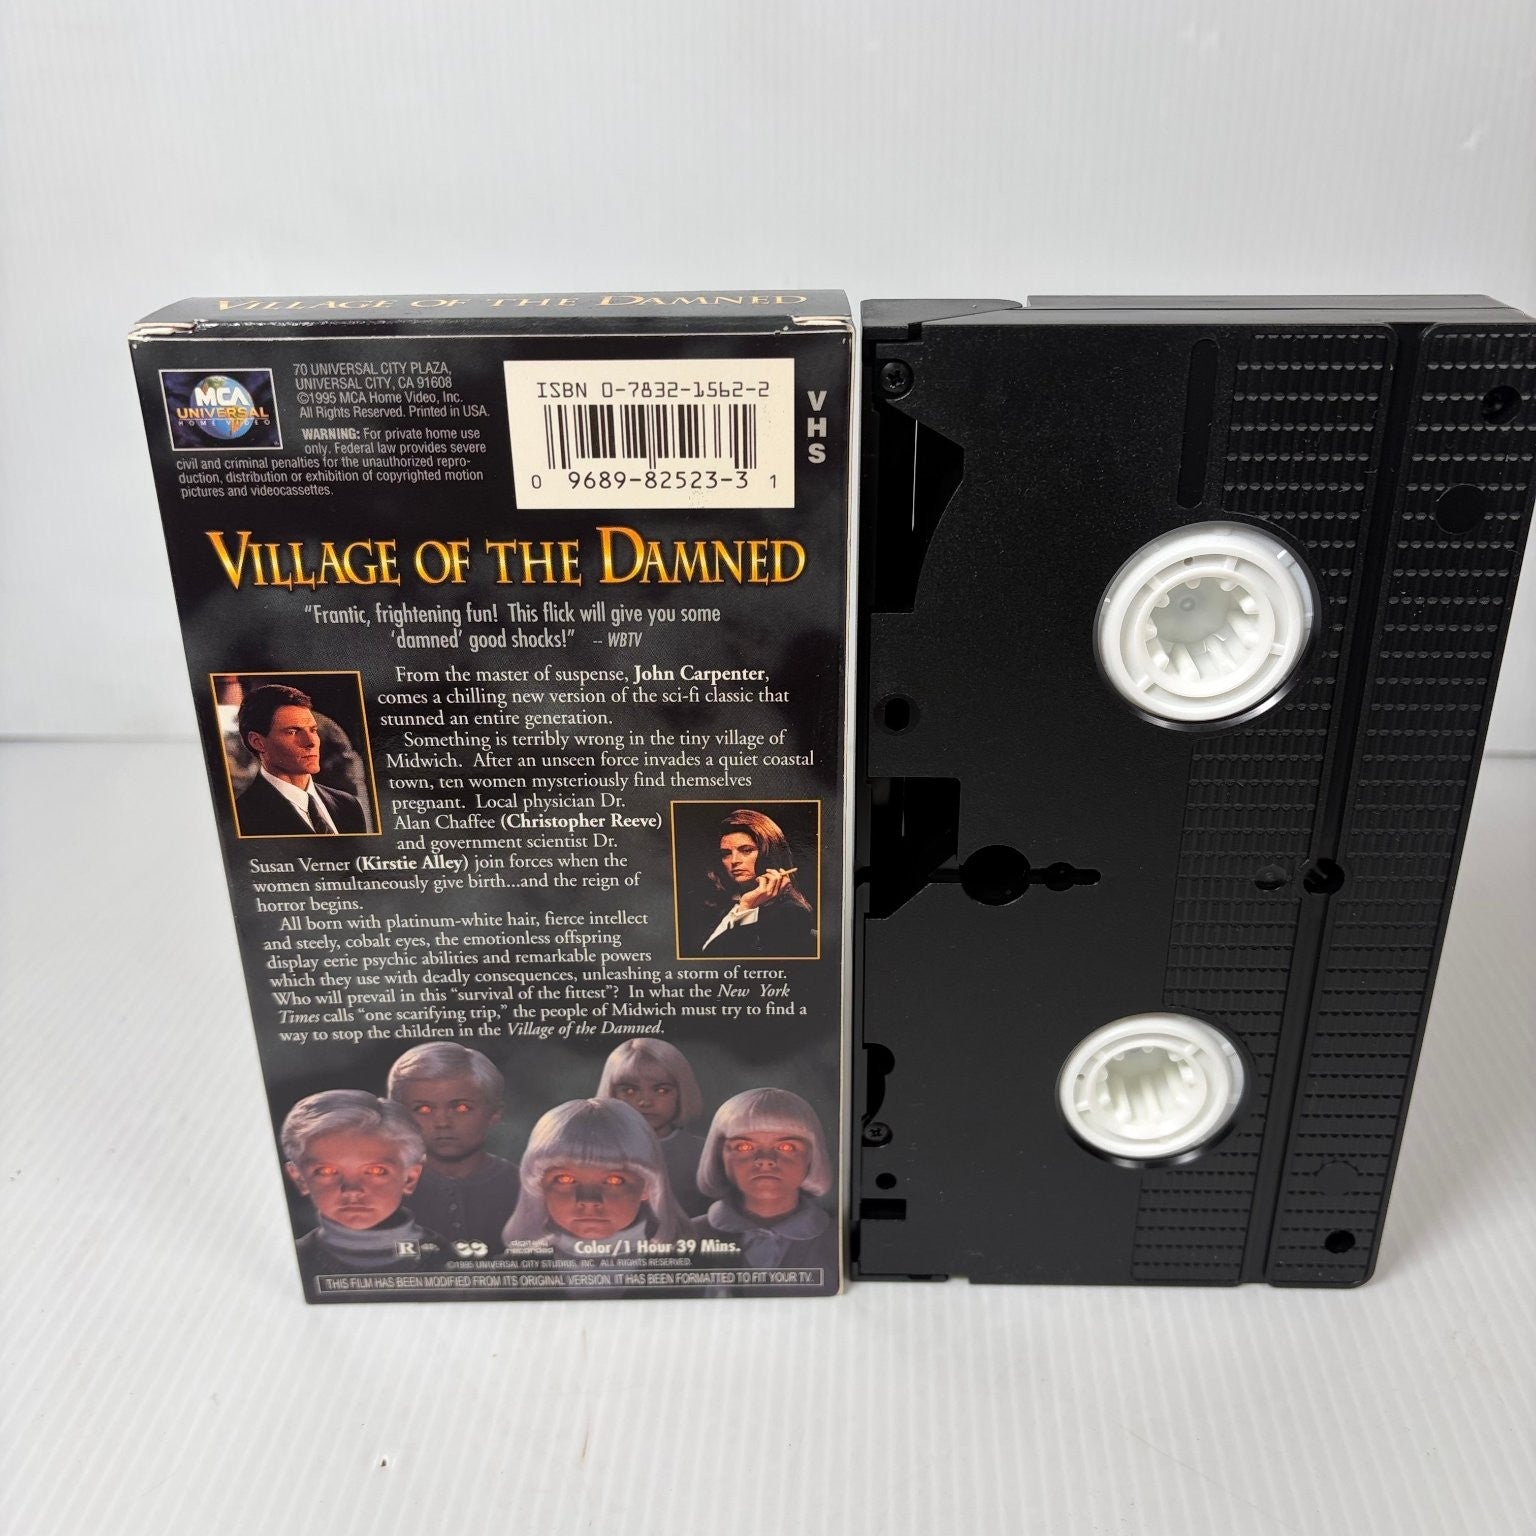 VILLAGE OF THE DAMNED
MCA
UNIVERSAL
HOME VIDEO
70 UNIVERSAL CITY PLAZA,
UNIVERSAL CITY, CA 91608
©1995 MCA Home Video, Inc.
All Rights Reserved. Printed in USA.
WARNING: For private home use
only. Federal law provides severe
civil and criminal penalties for the unauthorized repro-
duction, distribution or exhibition of copyrighted motion
pictures and videocassettes.
ISBN 0-7832-1562-2
0 9689-82523-3 1
VHS
VILLAGE OF THE DAMNED
"Frantic, frightening fun! This flick will give you some
'damned' good shocks!" -- WBTV
From the master of suspense, John Carpenter,
comes a chilling new version of the sci-fi classic that
stunned an entire generation.
Something is terribly wrong in the tiny village of
Midwich. After an unseen force invades a quiet coastal
town, ten women mysteriously find themselves
pregnant. Local physician Dr.
Alan Chaffee (Christopher Reeve)
and government scientist Dr.
Susan Verner (Kirstie Alley) join forces when the
women simultaneously give birth...and the reign of
horror begins.
All born with platinum-white hair, fierce intellect
and steely, cobalt eyes, the emotionless offspring
display eerie psychic abilities and remarkable powers
which they use with deadly consequences, unleashing a storm of terror.
Who will prevail in this "survival of the fittest"? In what the New York
Times calls "one scarifying trip," the people of Midwich must try to find a
way to stop the children in the Village of the Damned.
R
digitally
recorded
Color/1 Hour 39 Mins.
©1995 UNIVERSAL CITY STUDIOS, INC. ALL RIGHTS RESERVED.
THIS FILM HAS BEEN MODIFIED FROM ITS ORIGINAL VERSION. IT HAS BEEN FORMATTED TO FIT YOUR TV.